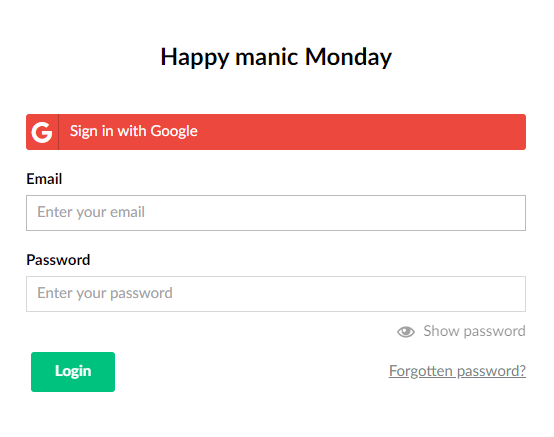 Happy manic Monday
G Sign in with Google
Email
Enter your email
Password
Enter your password
Show password
Login Forgotten password?